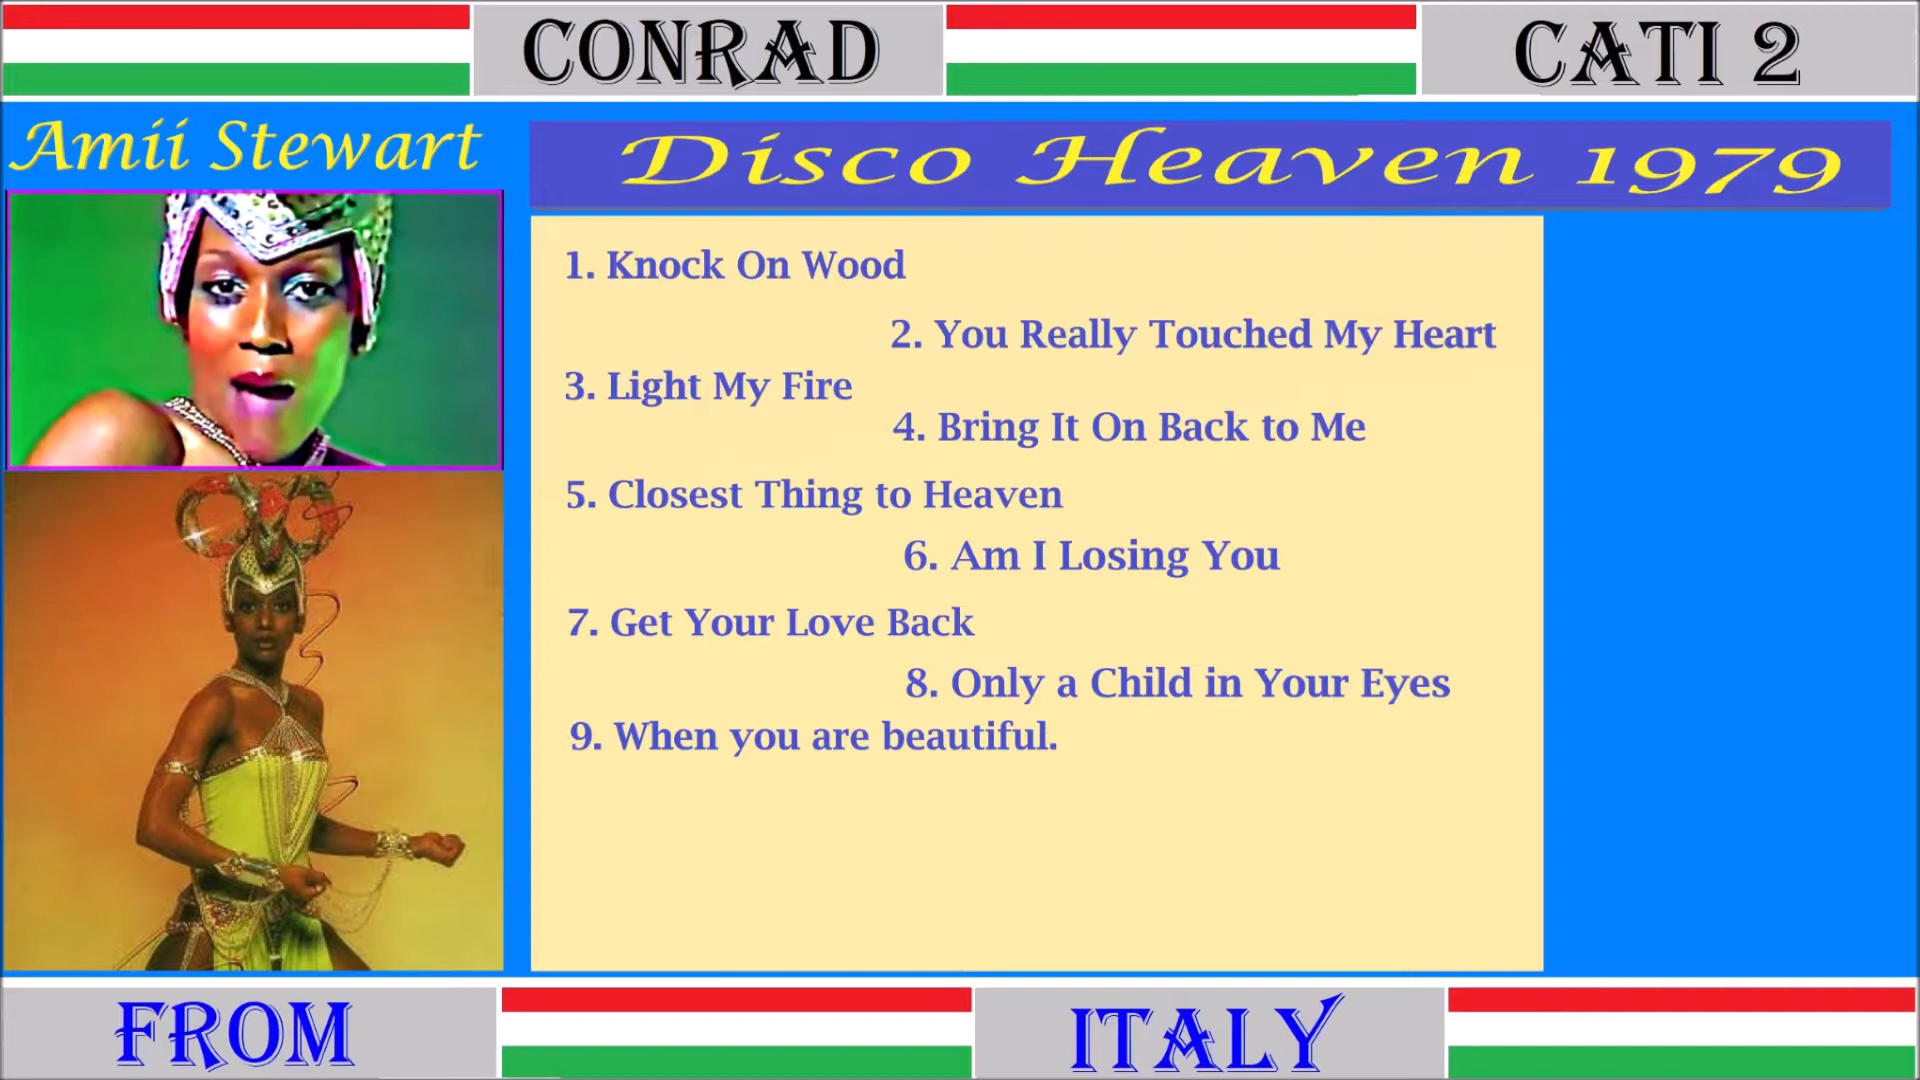 CONRAD
CATI 2
Amii Stewart
Disco Heaven 1979
1. Knock On Wood
2. You Really Touched My Heart
3. Light My Fire
4. Bring It On Back to Me
5. Closest Thing to Heaven
6. Am I Losing You
7. Get Your Love Back
8. Only a Child in Your Eyes
9. When you are beautiful.
FROM
ITALY